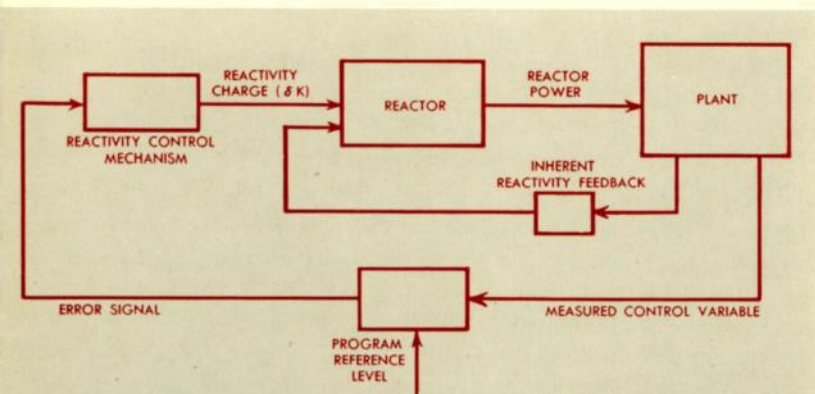 REACTIVITY
CHARGE (δK)
REACTOR
REACTOR
POWER
PLANT
REACTIVITY CONTROL
MECHANISM
INHERENT
REACTIVITY FEEDBACK
ERROR SIGNAL
MEASURED CONTROL VARIABLE
PROGRAM
REFERENCE
LEVEL